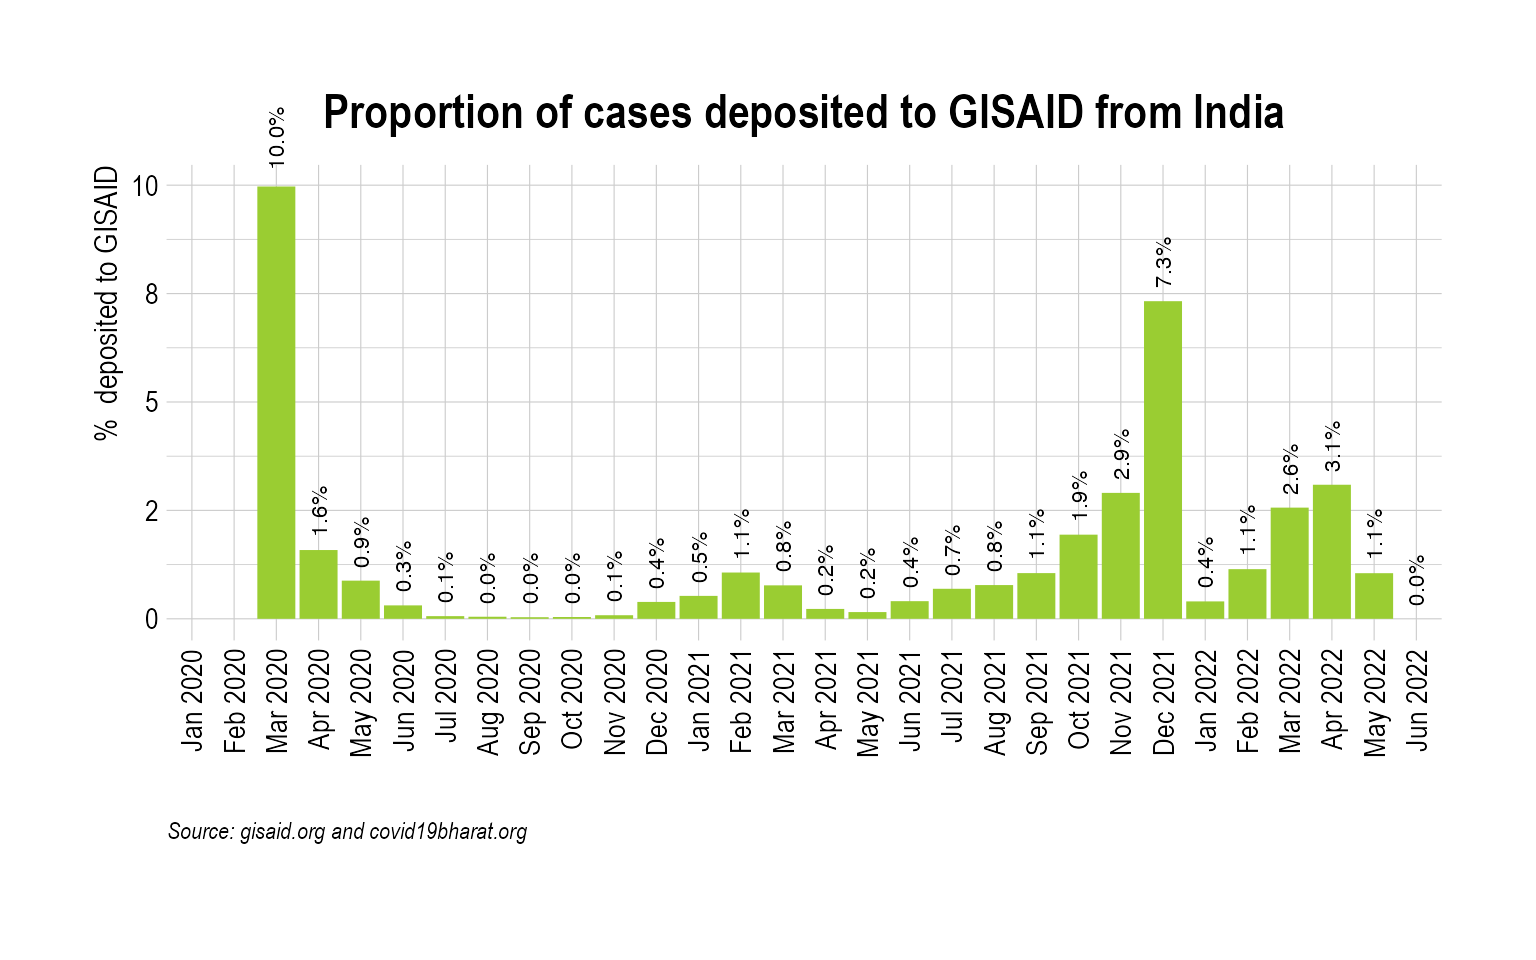 Proportion of cases deposited to GISAID from India
% deposited to GISAID
10
8
5
2
0
10.0%
1.6%
0.9%
0.3%
0.1%
0.0%
0.0%
0.0%
0.1%
0.4%
0.5%
1.1%
0.8%
0.2%
0.2%
0.4%
0.7%
0.8%
1.1%
1.9%
2.9%
7.3%
0.4%
1.1%
2.6%
3.1%
1.1%
0.0%
Jan 2020
Feb 2020
Mar 2020
Apr 2020
May 2020
Jun 2020
Jul 2020
Aug 2020
Sep 2020
Oct 2020
Nov 2020
Dec 2020
Jan 2021
Feb 2021
Mar 2021
Apr 2021
May 2021
Jun 2021
Jul 2021
Aug 2021
Sep 2021
Oct 2021
Nov 2021
Dec 2021
Jan 2022
Feb 2022
Mar 2022
Apr 2022
May 2022
Jun 2022
Source: gisaid.org and covid19bharat.org